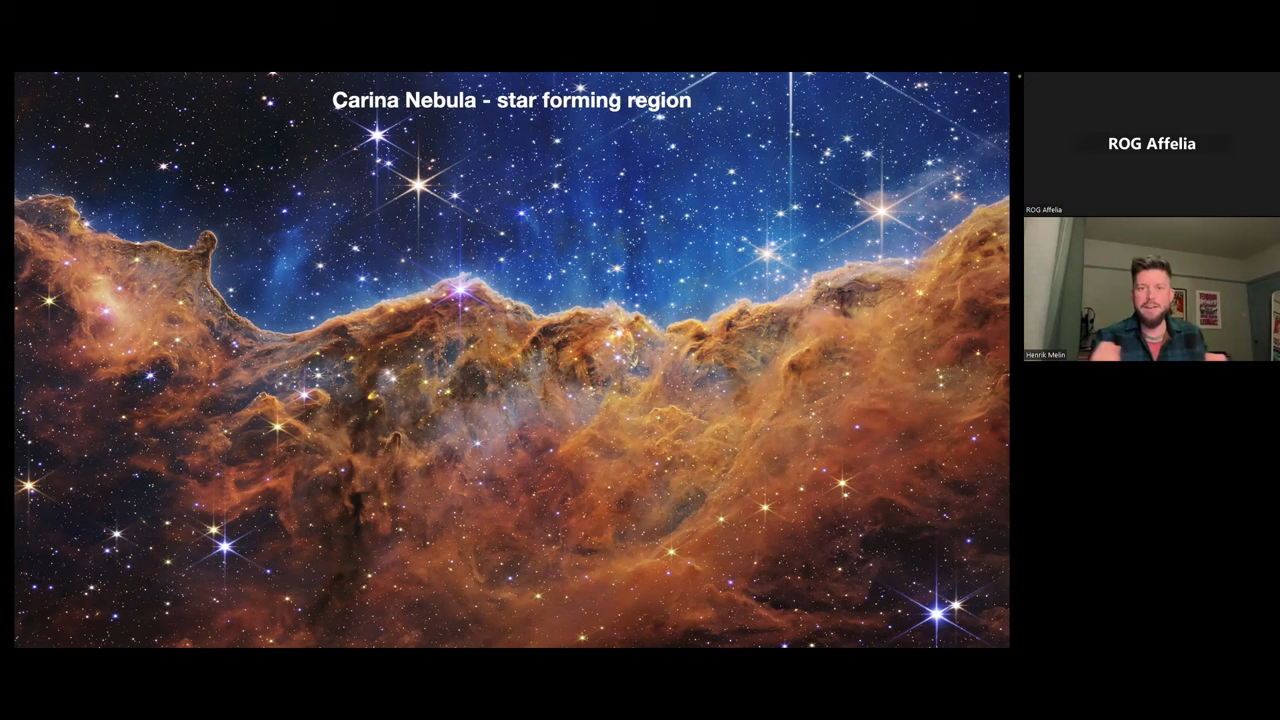 Carina Nebula - star forming region
ROG Affelia
ROG Affelia
Henrik Melin